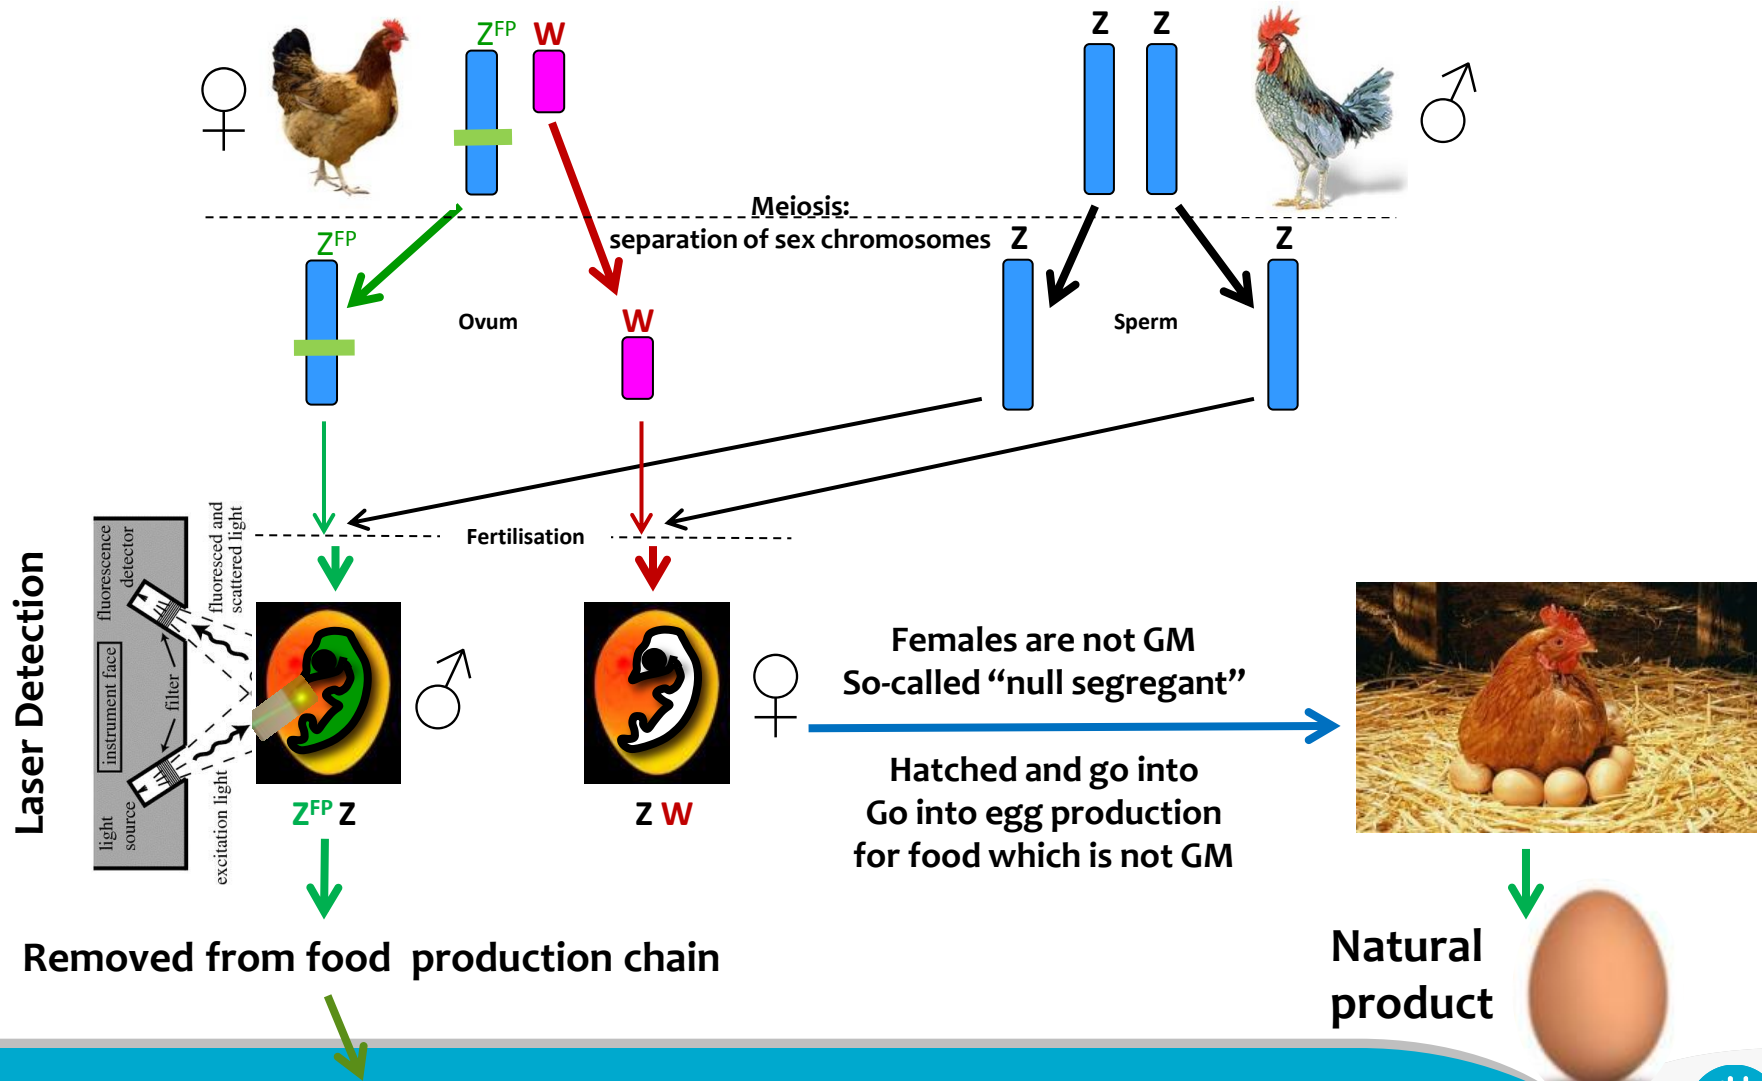 Z^FP W
Z Z
Meiosis:
separation of sex chromosomes
Z^FP
W
Z
Z
Ovum
Sperm
Fertilisation
Laser Detection
fluorescence
detector
fluoresced and
scattered light
instrument face
filter
light
source
excitation light
Z^FP Z
Z W
Females are not GM
So-called “null segregant”
Hatched and go into
Go into egg production
for food which is not GM
Removed from food production chain
Natural
product